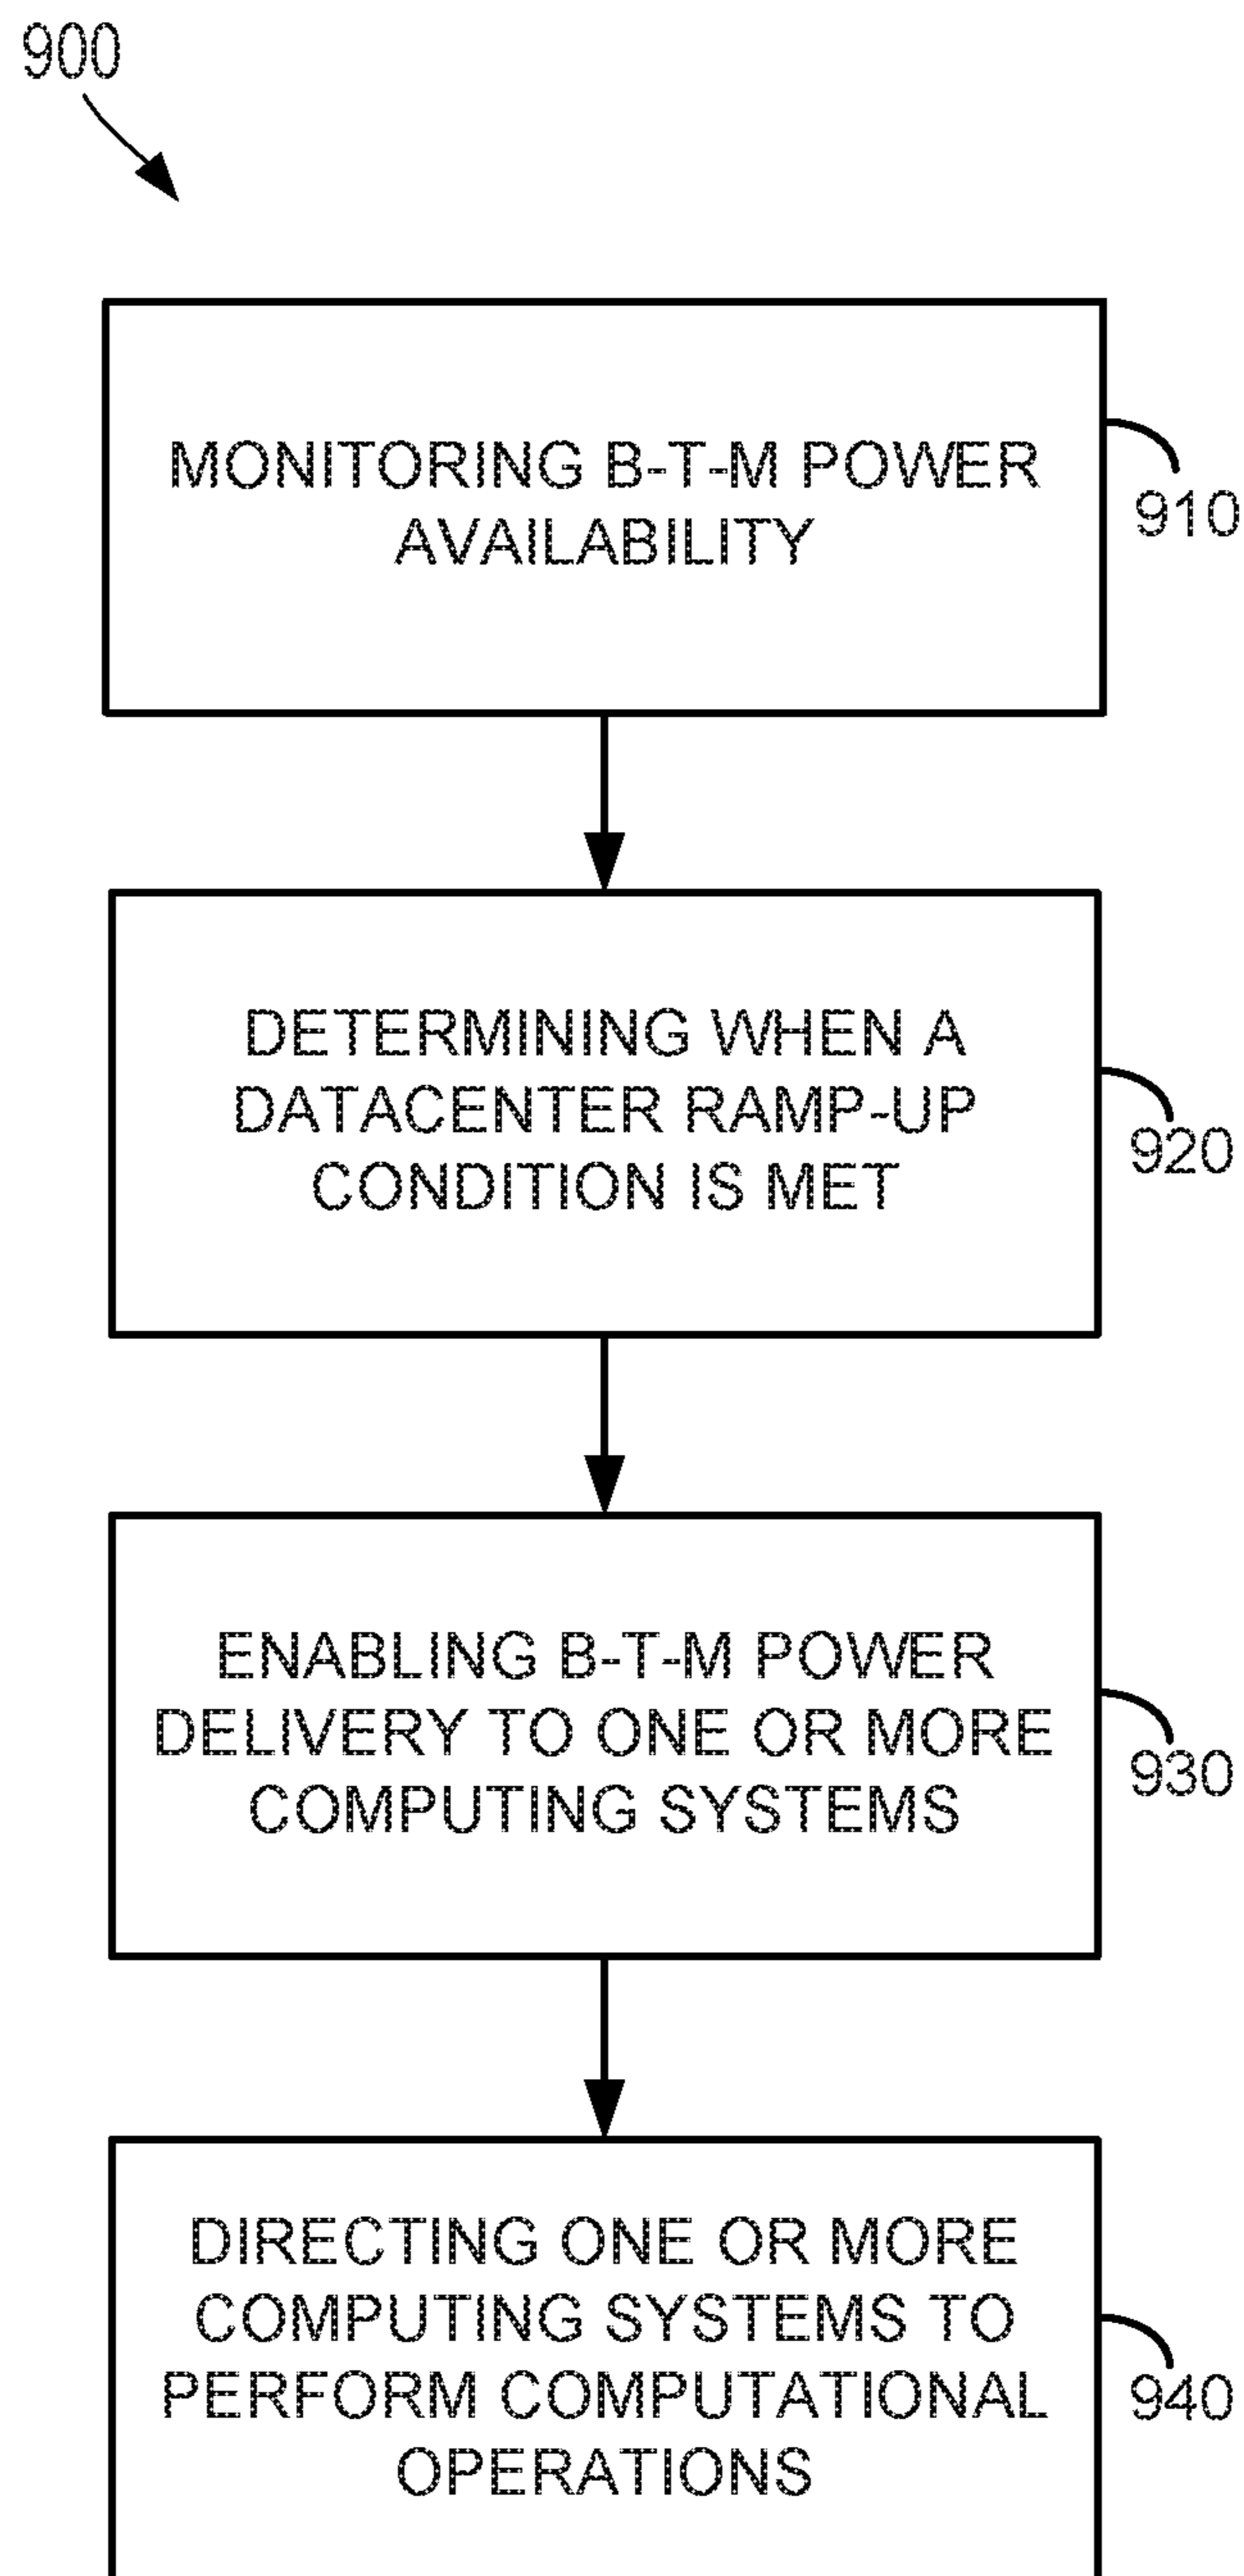 900
MONITORING B-T-M POWER
AVAILABILITY
910
DETERMINING WHEN A
DATACENTER RAMP-UP
CONDITION IS MET
920
ENABLING B-T-M POWER
DELIVERY TO ONE OR MORE
COMPUTING SYSTEMS
930
DIRECTING ONE OR MORE
COMPUTING SYSTEMS TO
PERFORM COMPUTATIONAL
OPERATIONS
940